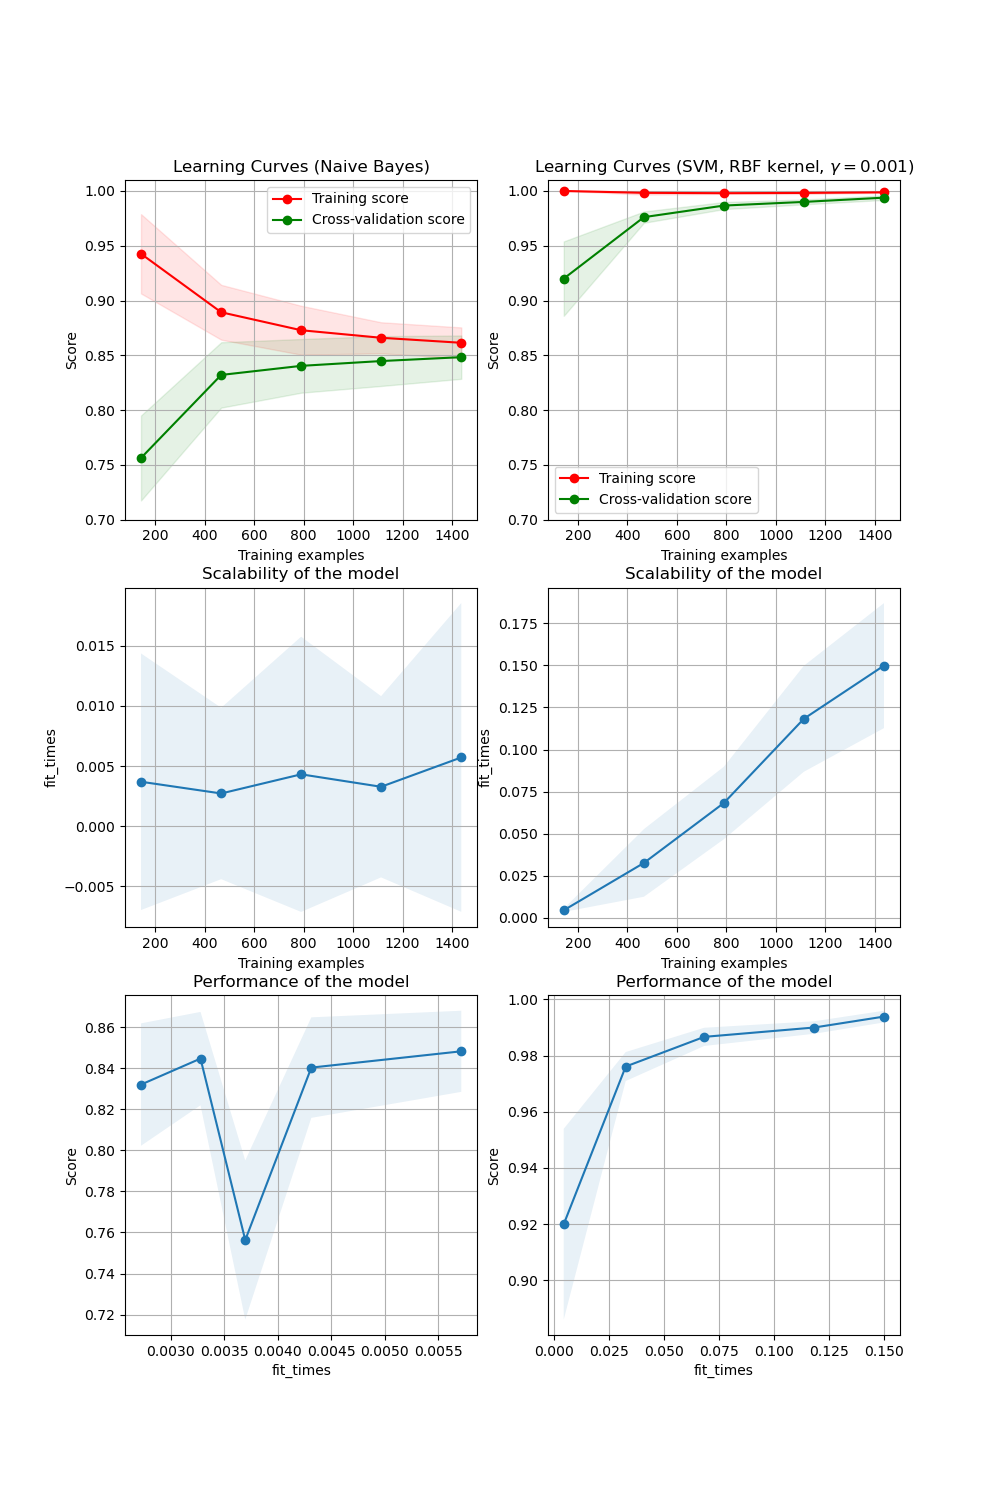 Learning Curves (Naive Bayes)
Score
1.00
0.95
0.90
0.85
0.80
0.75
0.70
Training score
Cross-validation score
200 400 600 800 1000 1200 1400
Training examples
Learning Curves (SVM, RBF kernel, γ = 0.001)
Score
1.00
0.95
0.90
0.85
0.80
0.75
0.70
Training score
Cross-validation score
200 400 600 800 1000 1200 1400
Training examples
Scalability of the model
fit_times
0.015
0.010
0.005
0.000
−0.005
200 400 600 800 1000 1200 1400
Training examples
Scalability of the model
fit_times
0.175
0.150
0.125
0.100
0.075
0.050
0.025
0.000
200 400 600 800 1000 1200 1400
Training examples
Performance of the model
Score
0.86
0.84
0.82
0.80
0.78
0.76
0.74
0.72
0.0030 0.0035 0.0040 0.0045 0.0050 0.0055
fit_times
Performance of the model
Score
1.00
0.98
0.96
0.94
0.92
0.90
0.000 0.025 0.050 0.075 0.100 0.125 0.150
fit_times